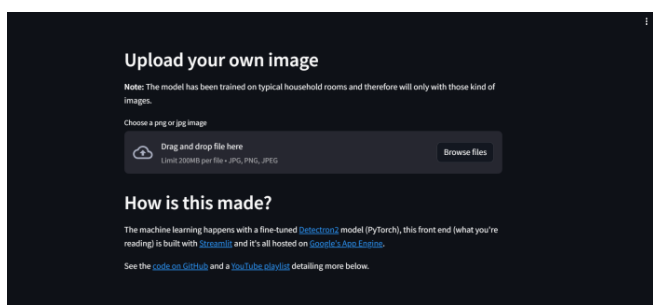 Upload your own image
Note: The model has been trained on typical household rooms and therefore will only with those kind of
images.
Choose a png or jpg image
Drag and drop file here
Limit 200MB per file • JPG, PNG, JPEG
Browse files
How is this made?
The machine learning happens with a fine-tuned Detectron2 model (PyTorch), this front end (what you're
reading) is built with Streamlit and it's all hosted on Google's App Engine.
See the code on GitHub and a YouTube playlist detailing more below.